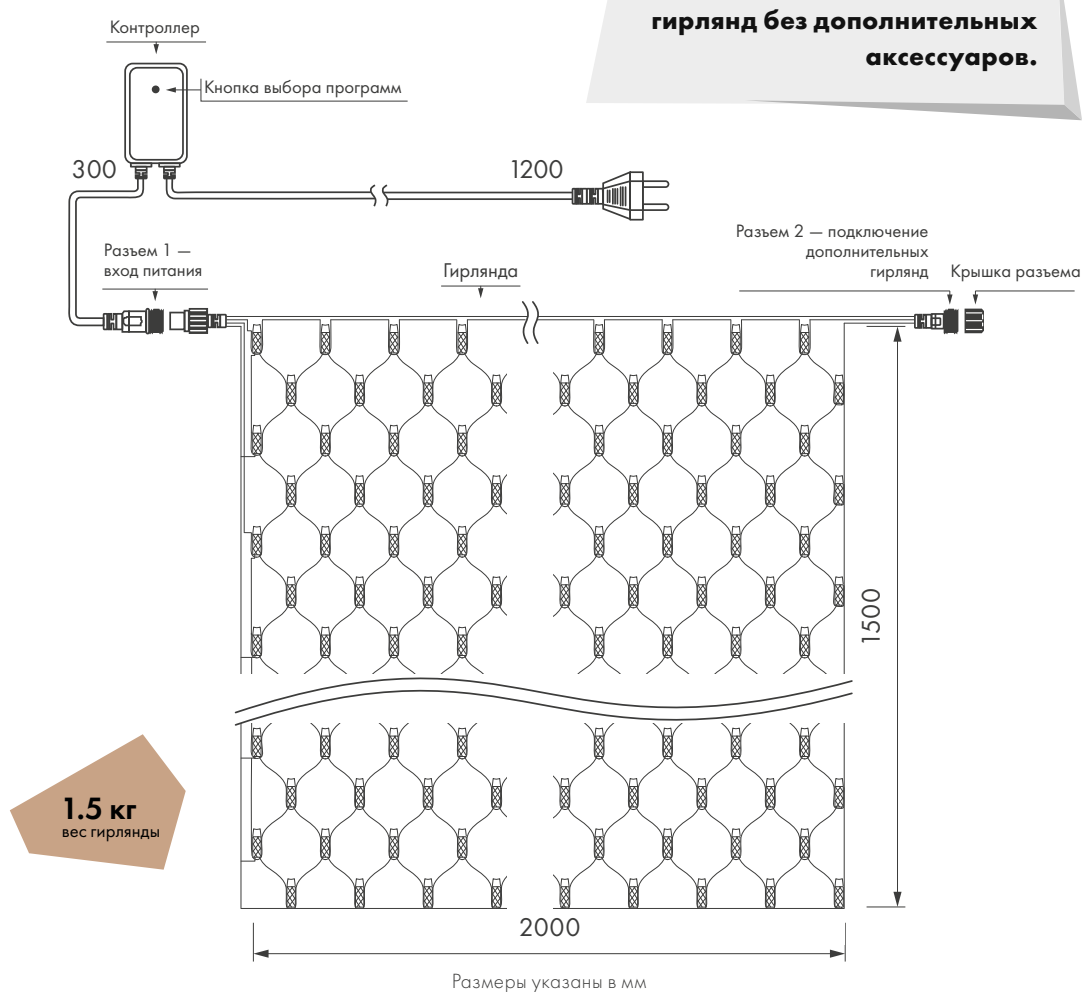 гирлянд без дополнительных
аксессуаров.
Контроллер
Кнопка выбора программ
300
1200
Разъем 1 —
вход питания
Гирлянда
Разъем 2 — подключение
дополнительных
гирлянд
Крышка разъема
1500
1.5 кг
вес гирлянды
2000
Размеры указаны в мм